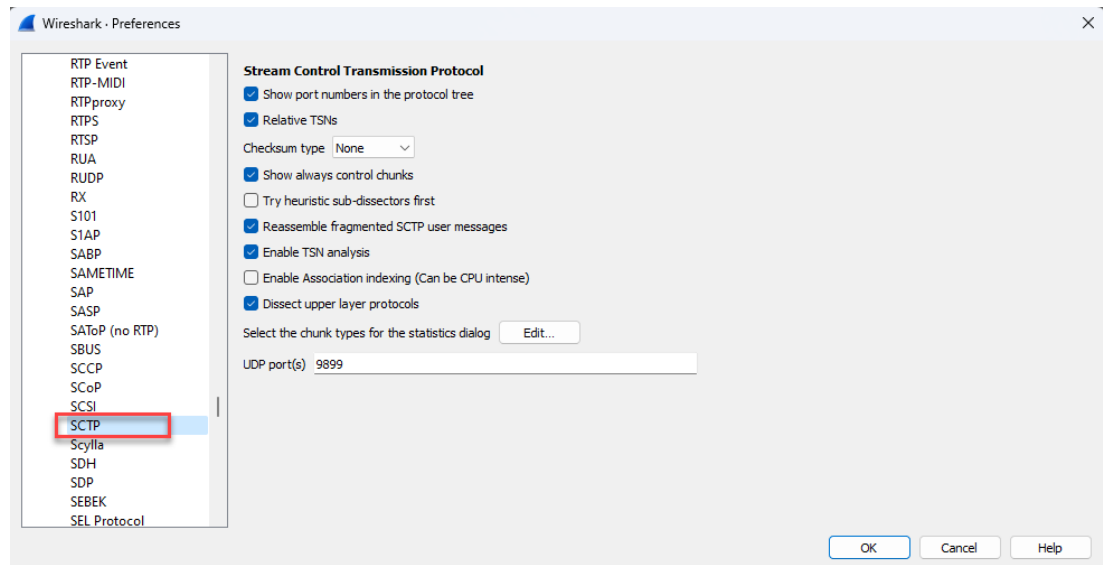 Wireshark · Preferences
RTP Event
RTP-MIDI
RTPproxy
RTPS
RTSP
RUA
RUDP
RX
S101
S1AP
SABP
SAMETIME
SAP
SASP
SAToP (no RTP)
SBUS
SCCP
SCoP
SCSI
SCTP
Scylla
SDH
SDP
SEBEK
SEL Protocol
Stream Control Transmission Protocol
Show port numbers in the protocol tree
Relative TSNs
Checksum type None
Show always control chunks
Try heuristic sub-dissectors first
Reassemble fragmented SCTP user messages
Enable TSN analysis
Enable Association indexing (Can be CPU intense)
Dissect upper layer protocols
Select the chunk types for the statistics dialog Edit...
UDP port(s) 9899
OK Cancel Help